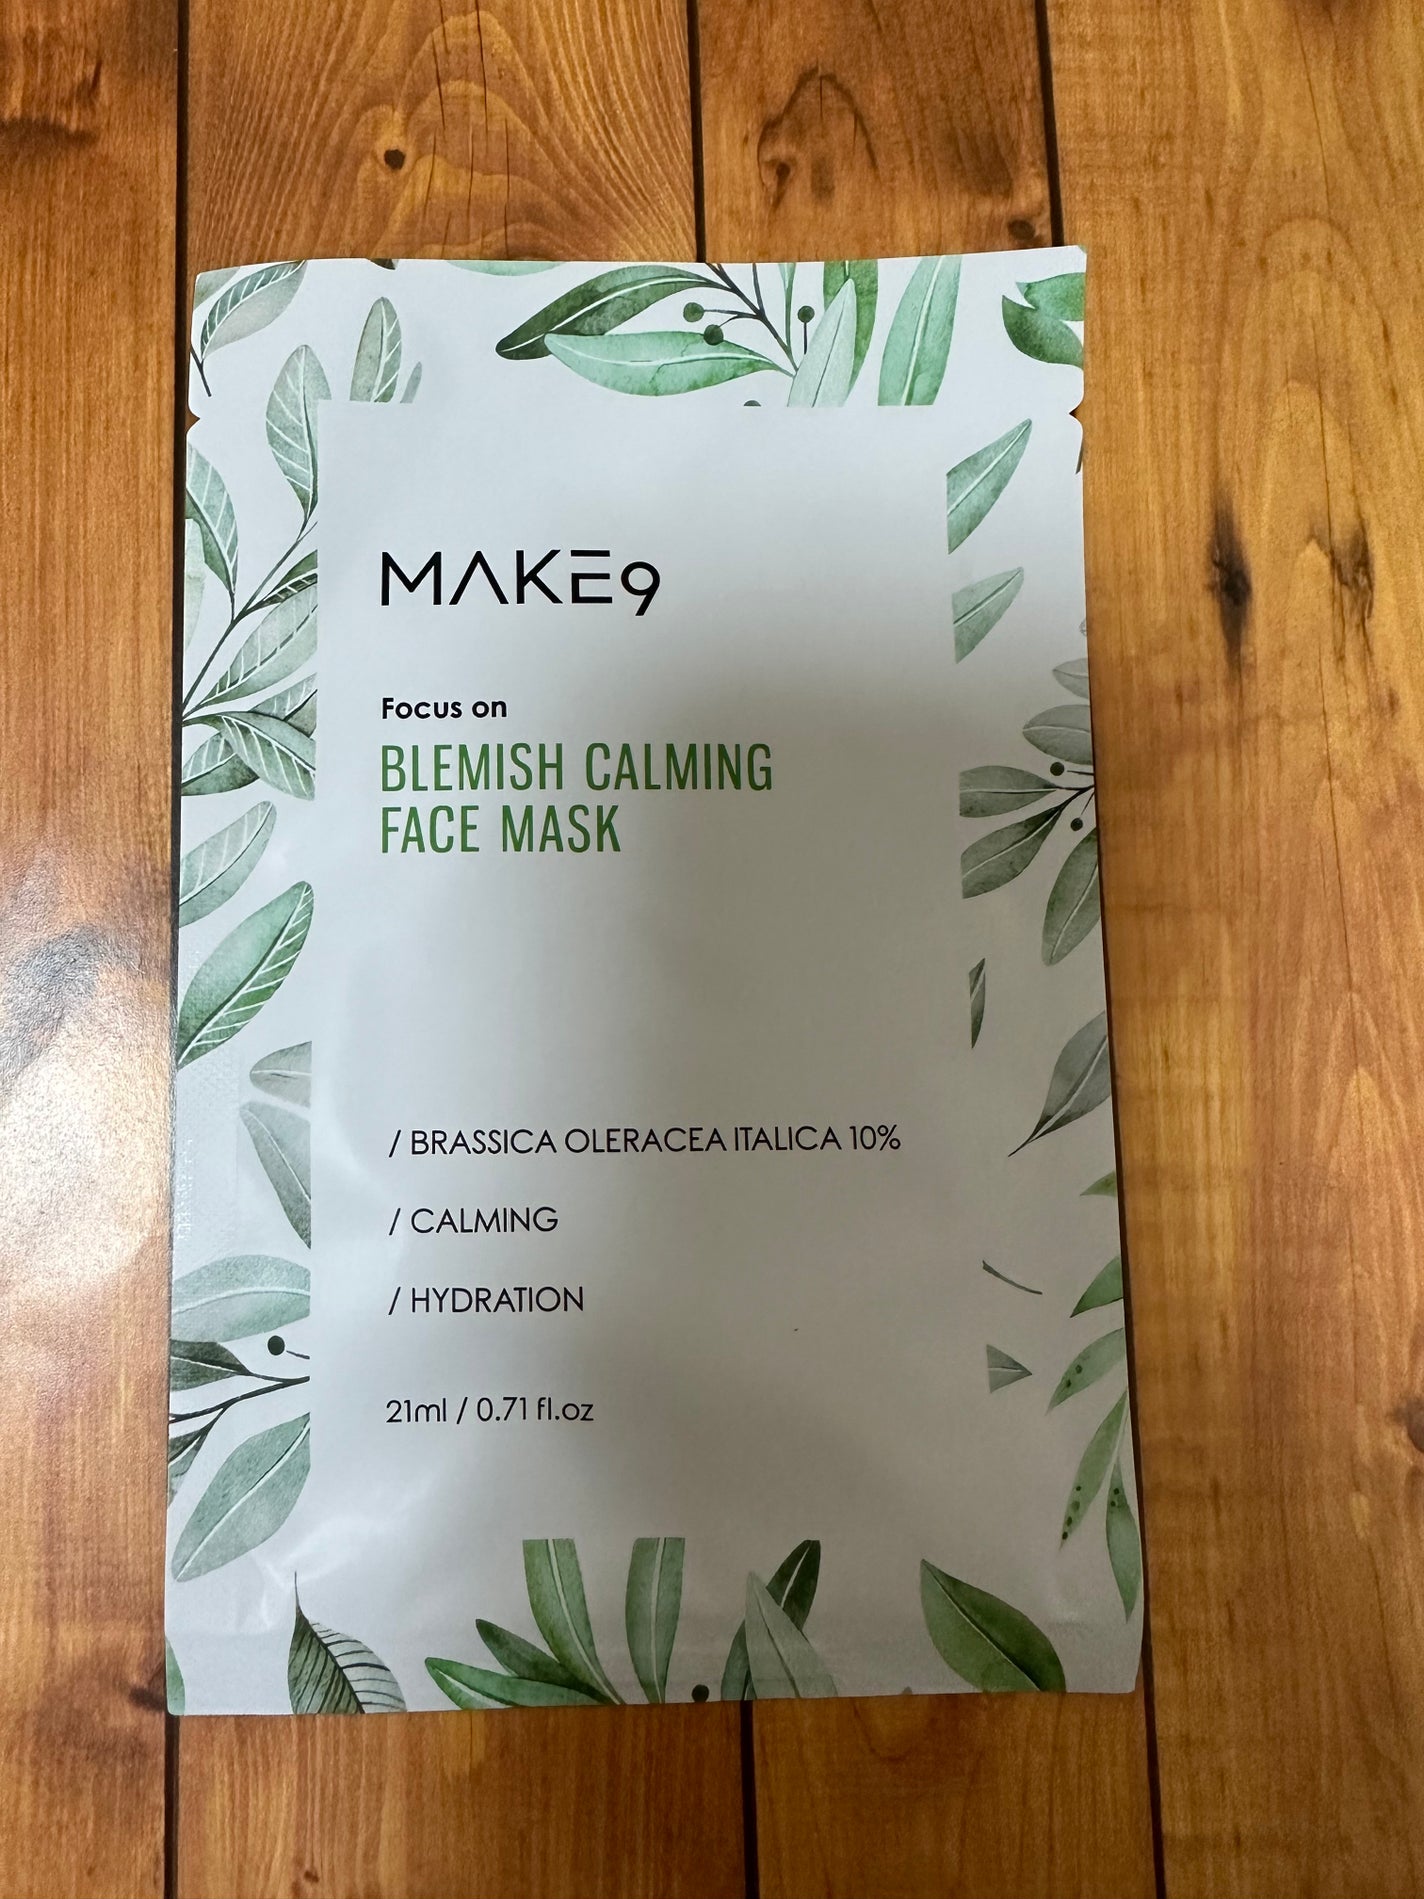 MAKE9
Focus on
BLEMISH CALMING
FACE MASK
/ BRASSICA OLERACEA ITALICA 10%
/ CALMING
/ HYDRATION
21ml / 0.71 fl.oz